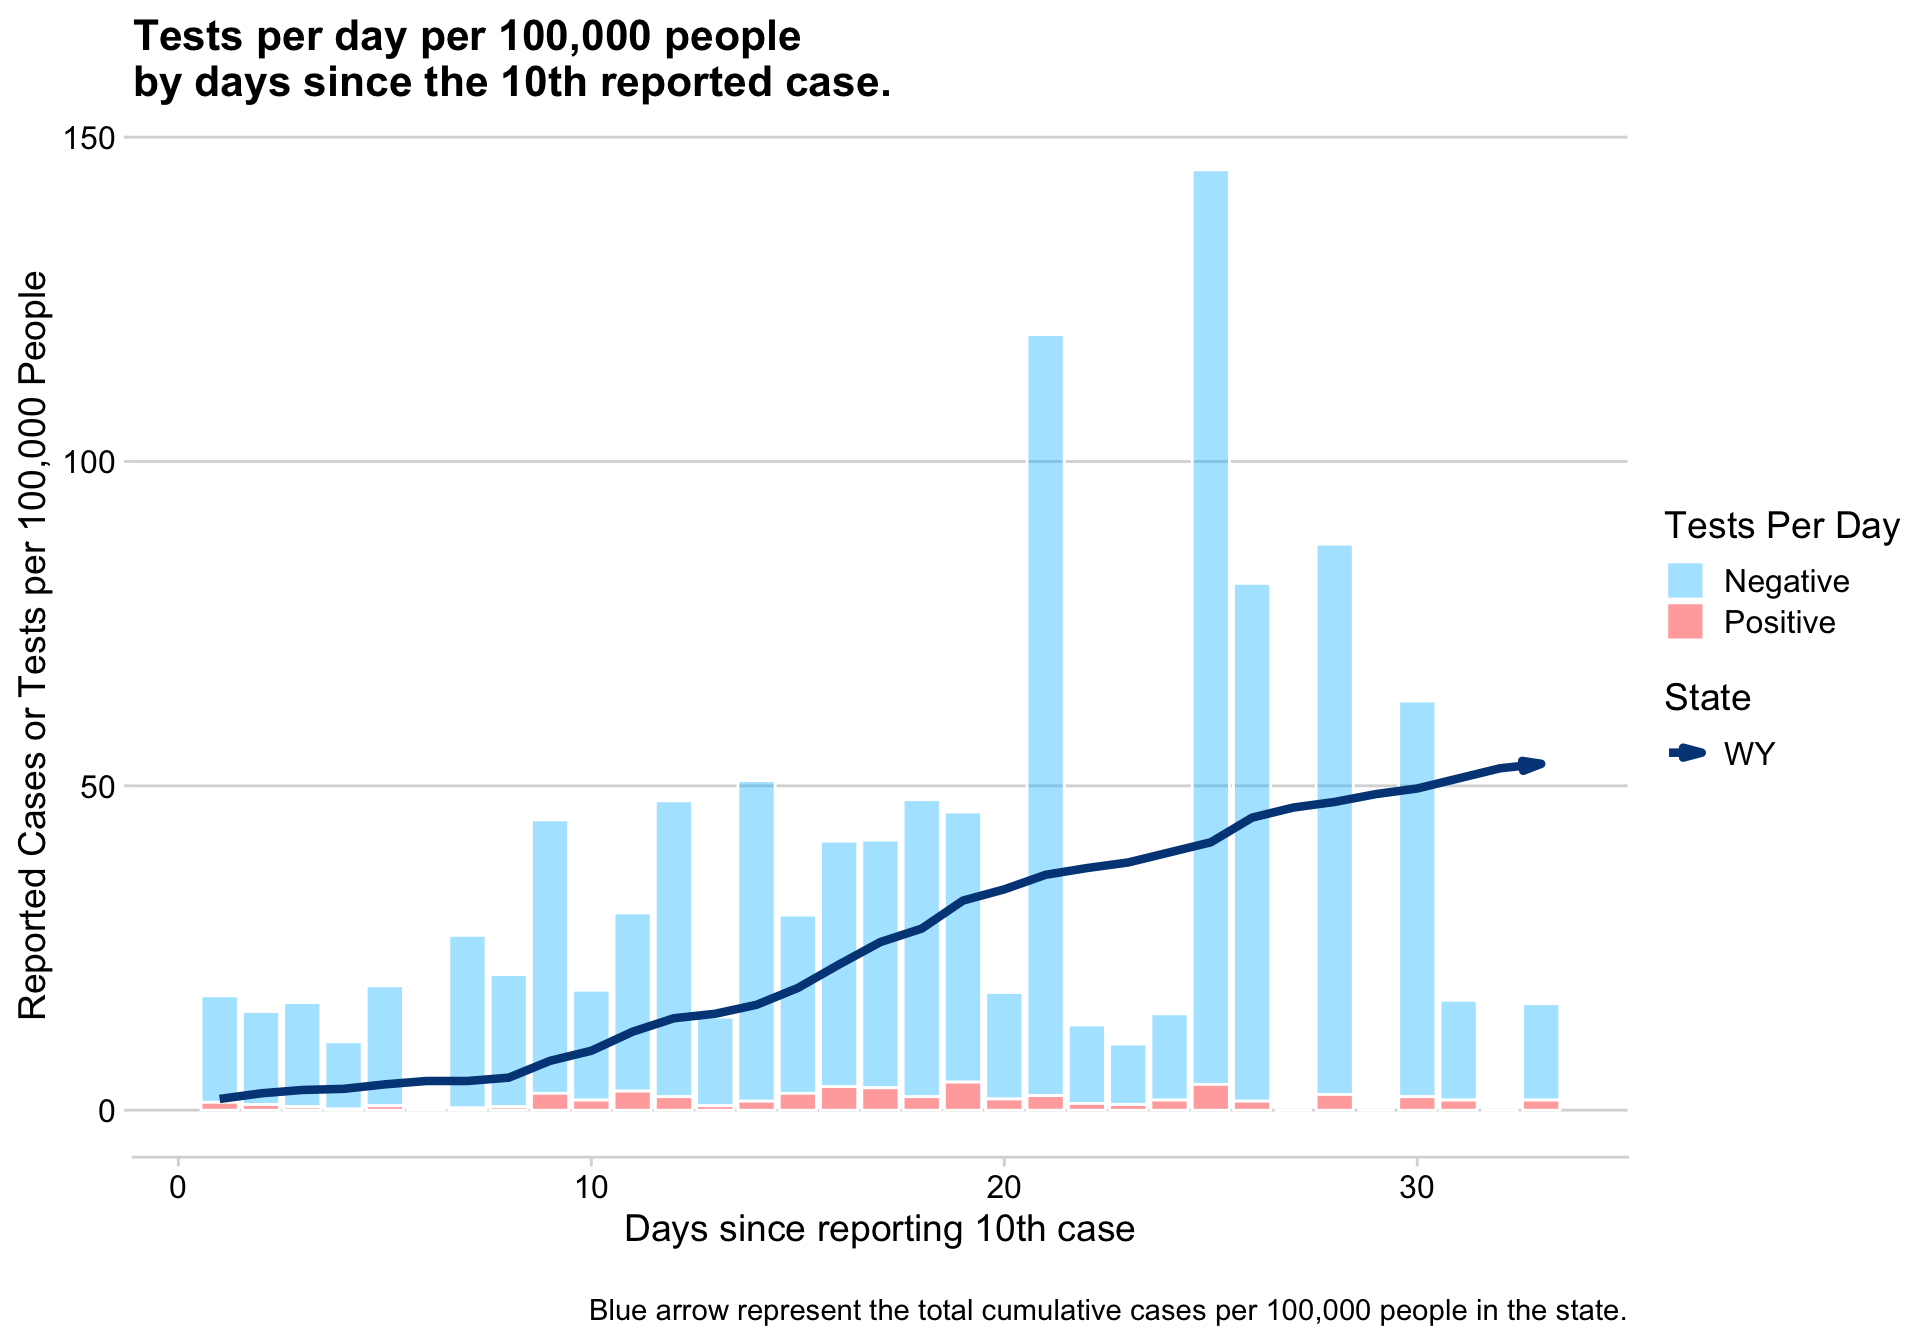 Tests per day per 100,000 people
by days since the 10th reported case.
Reported Cases or Tests per 100,000 People
150
100
50
0
0
10
20
30
Days since reporting 10th case
Tests Per Day
Negative
Positive
State
WY
Blue arrow represent the total cumulative cases per 100,000 people in the state.